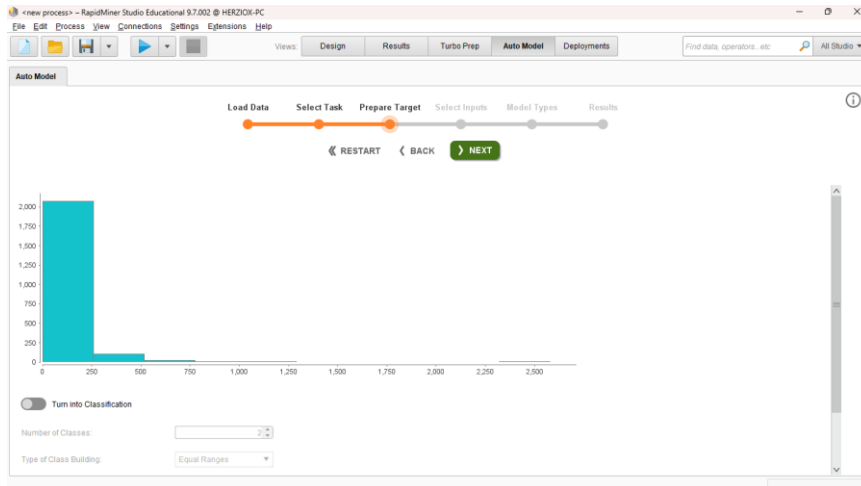 <new process> – RapidMiner Studio Educational 9.7.002 @ HERZIOX-PC
File Edit Process View Connections Settings Extensions Help
Views: Design Results Turbo Prep Auto Model Deployments Find data, operators...etc All Studio
Auto Model
Load Data Select Task Prepare Target Select Inputs Model Types Results
RESTART BACK NEXT
2,000
1,750
1,500
1,250
1,000
750
500
250
0
0 250 500 750 1,000 1,250 1,500 1,750 2,000 2,250 2,500
Turn into Classification
Number of Classes: 2
Type of Class Building: Equal Ranges